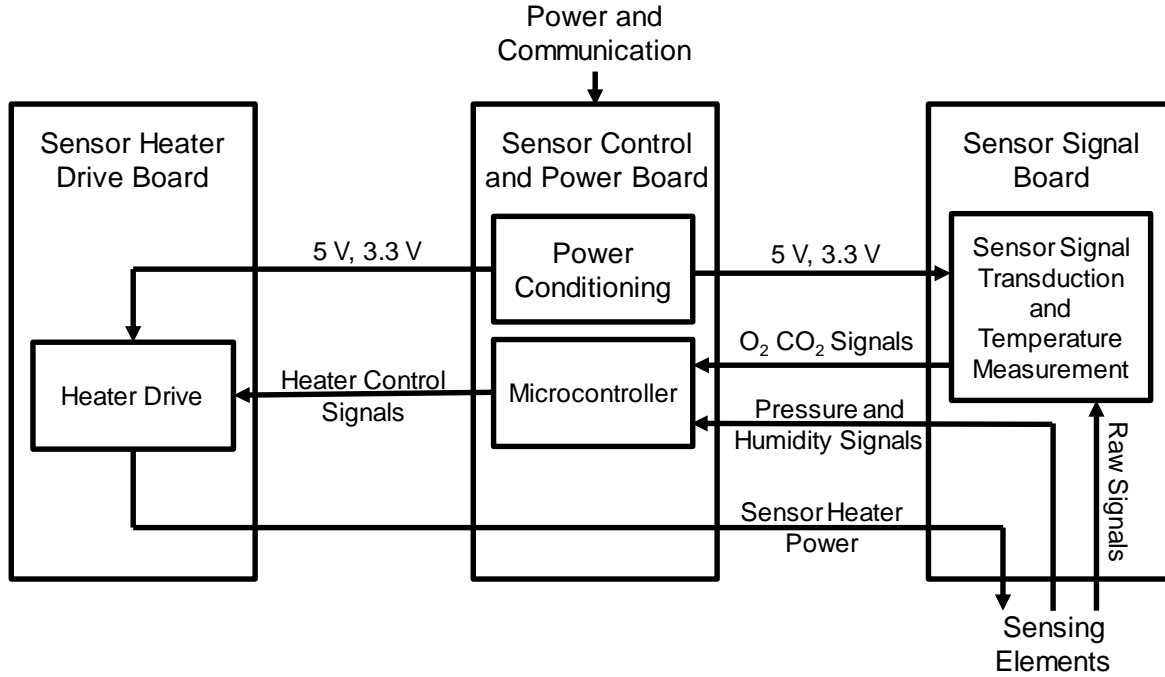 Power and
Communication
Sensor Heater
Drive Board
Sensor Control
and Power Board
Sensor Signal
Board
5 V, 3.3 V
Power
Conditioning
5 V, 3.3 V
Sensor Signal
Transduction
and
Temperature
Measurement
Heater Drive
Heater Control
Signals
Microcontroller
O₂ CO₂ Signals
Pressure and
Humidity Signals
Raw Signals
Sensor Heater
Power
Sensing
Elements